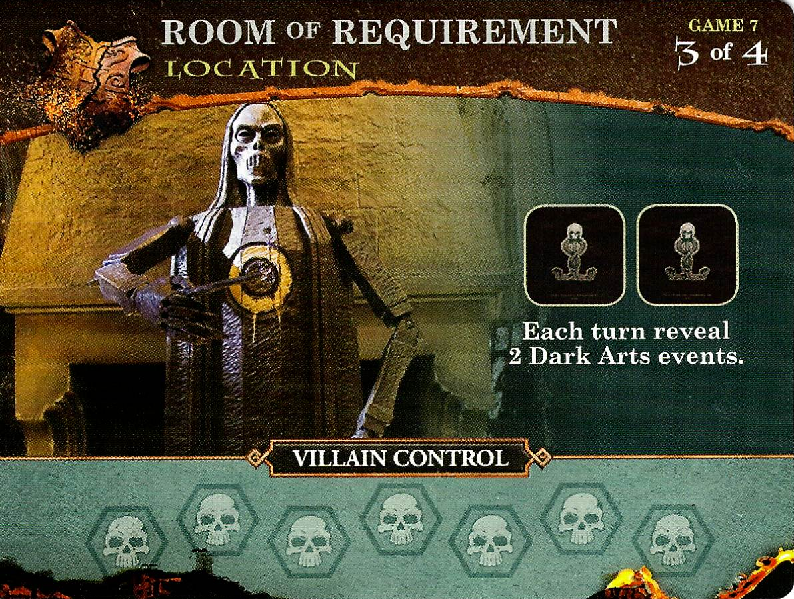 ROOM OF REQUIREMENT
LOCATION
GAME 7
3 of 4
Each turn reveal
2 Dark Arts events.
VILLAIN CONTROL